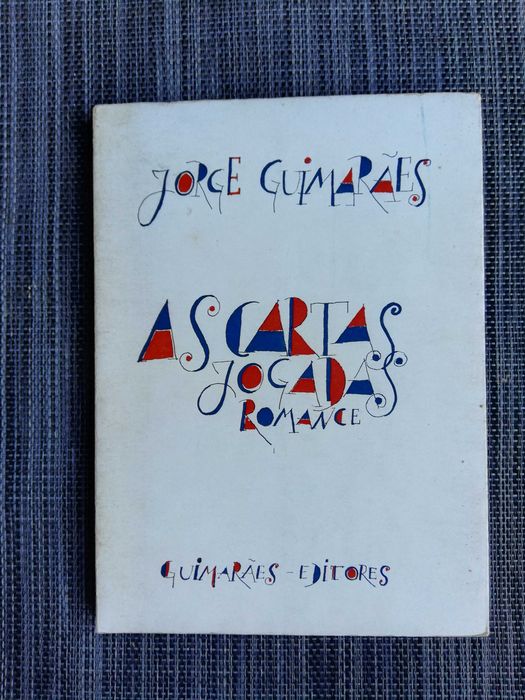 JORGE GUIMARÃES
AS CARTAS
JOGADAS
ROMANCE
GUIMARÃES - EDITORES